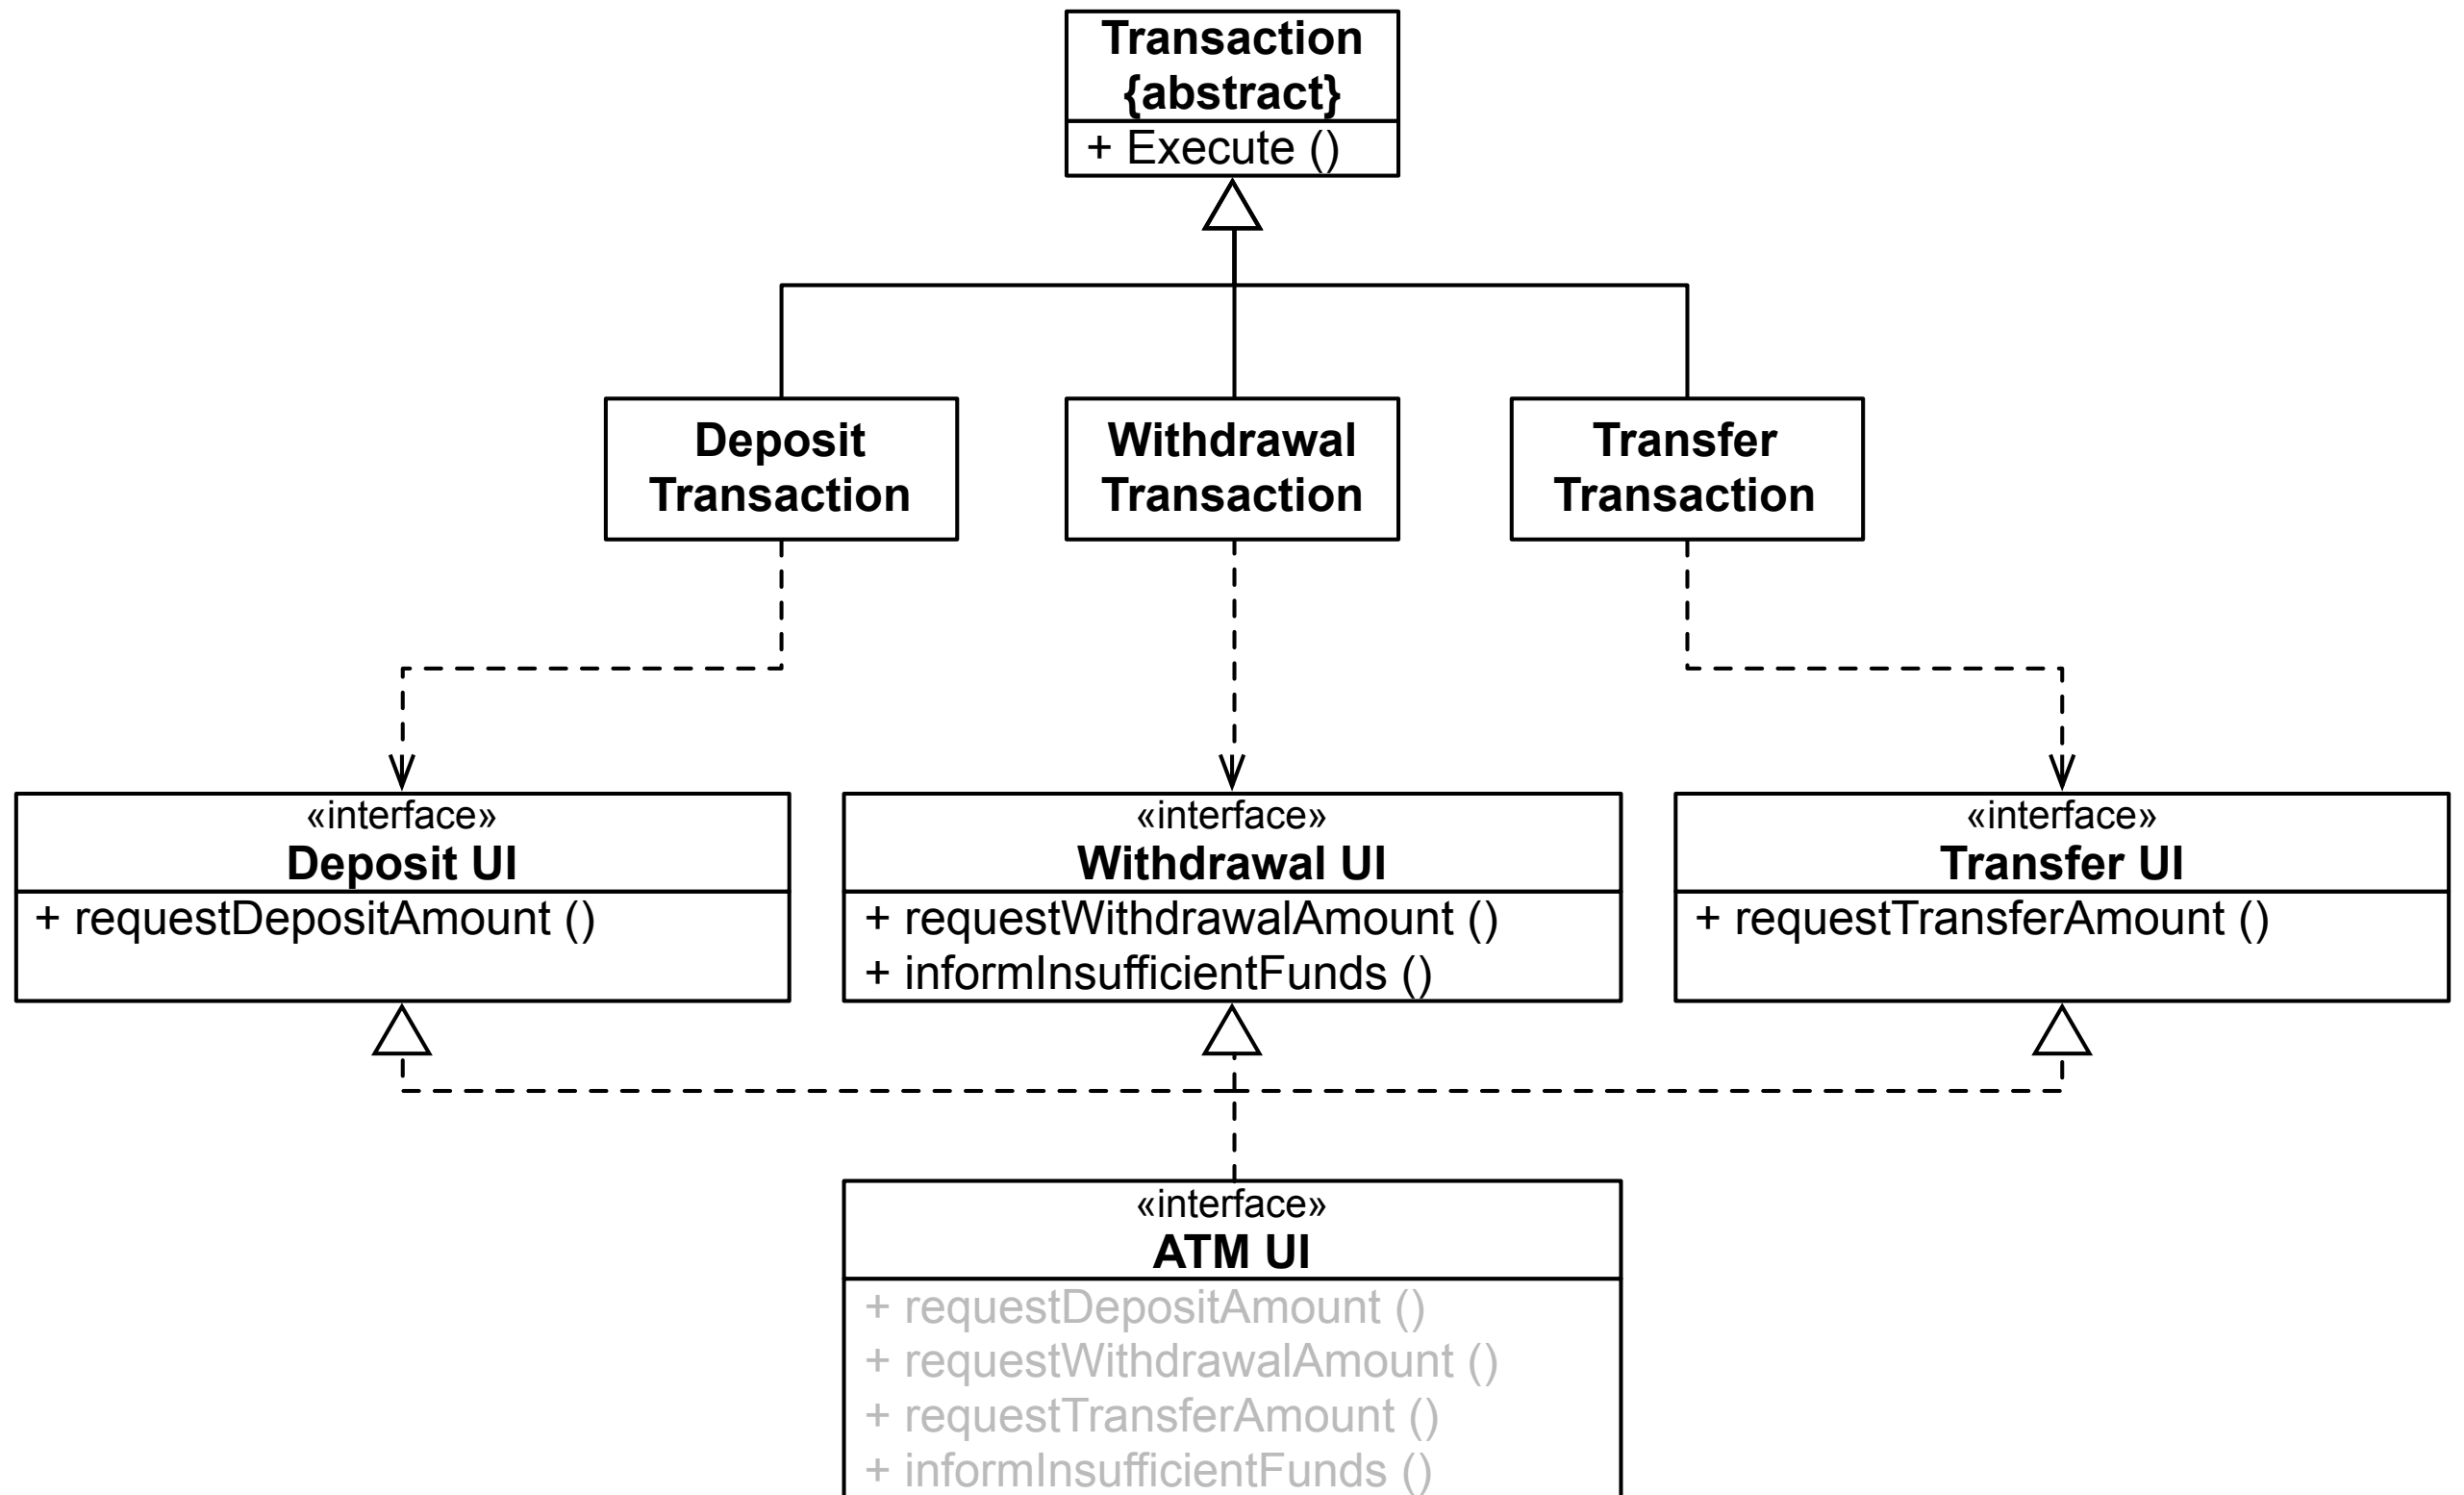 Transaction
{abstract}
+ Execute ()
Deposit
Transaction
Withdrawal
Transaction
Transfer
Transaction
«interface»
Deposit UI
+ requestDepositAmount ()
«interface»
Withdrawal UI
+ requestWithdrawalAmount ()
+ informInsufficientFunds ()
«interface»
Transfer UI
+ requestTransferAmount ()
«interface»
ATM UI
+ requestDepositAmount ()
+ requestWithdrawalAmount ()
+ requestTransferAmount ()
+ informInsufficientFunds ()